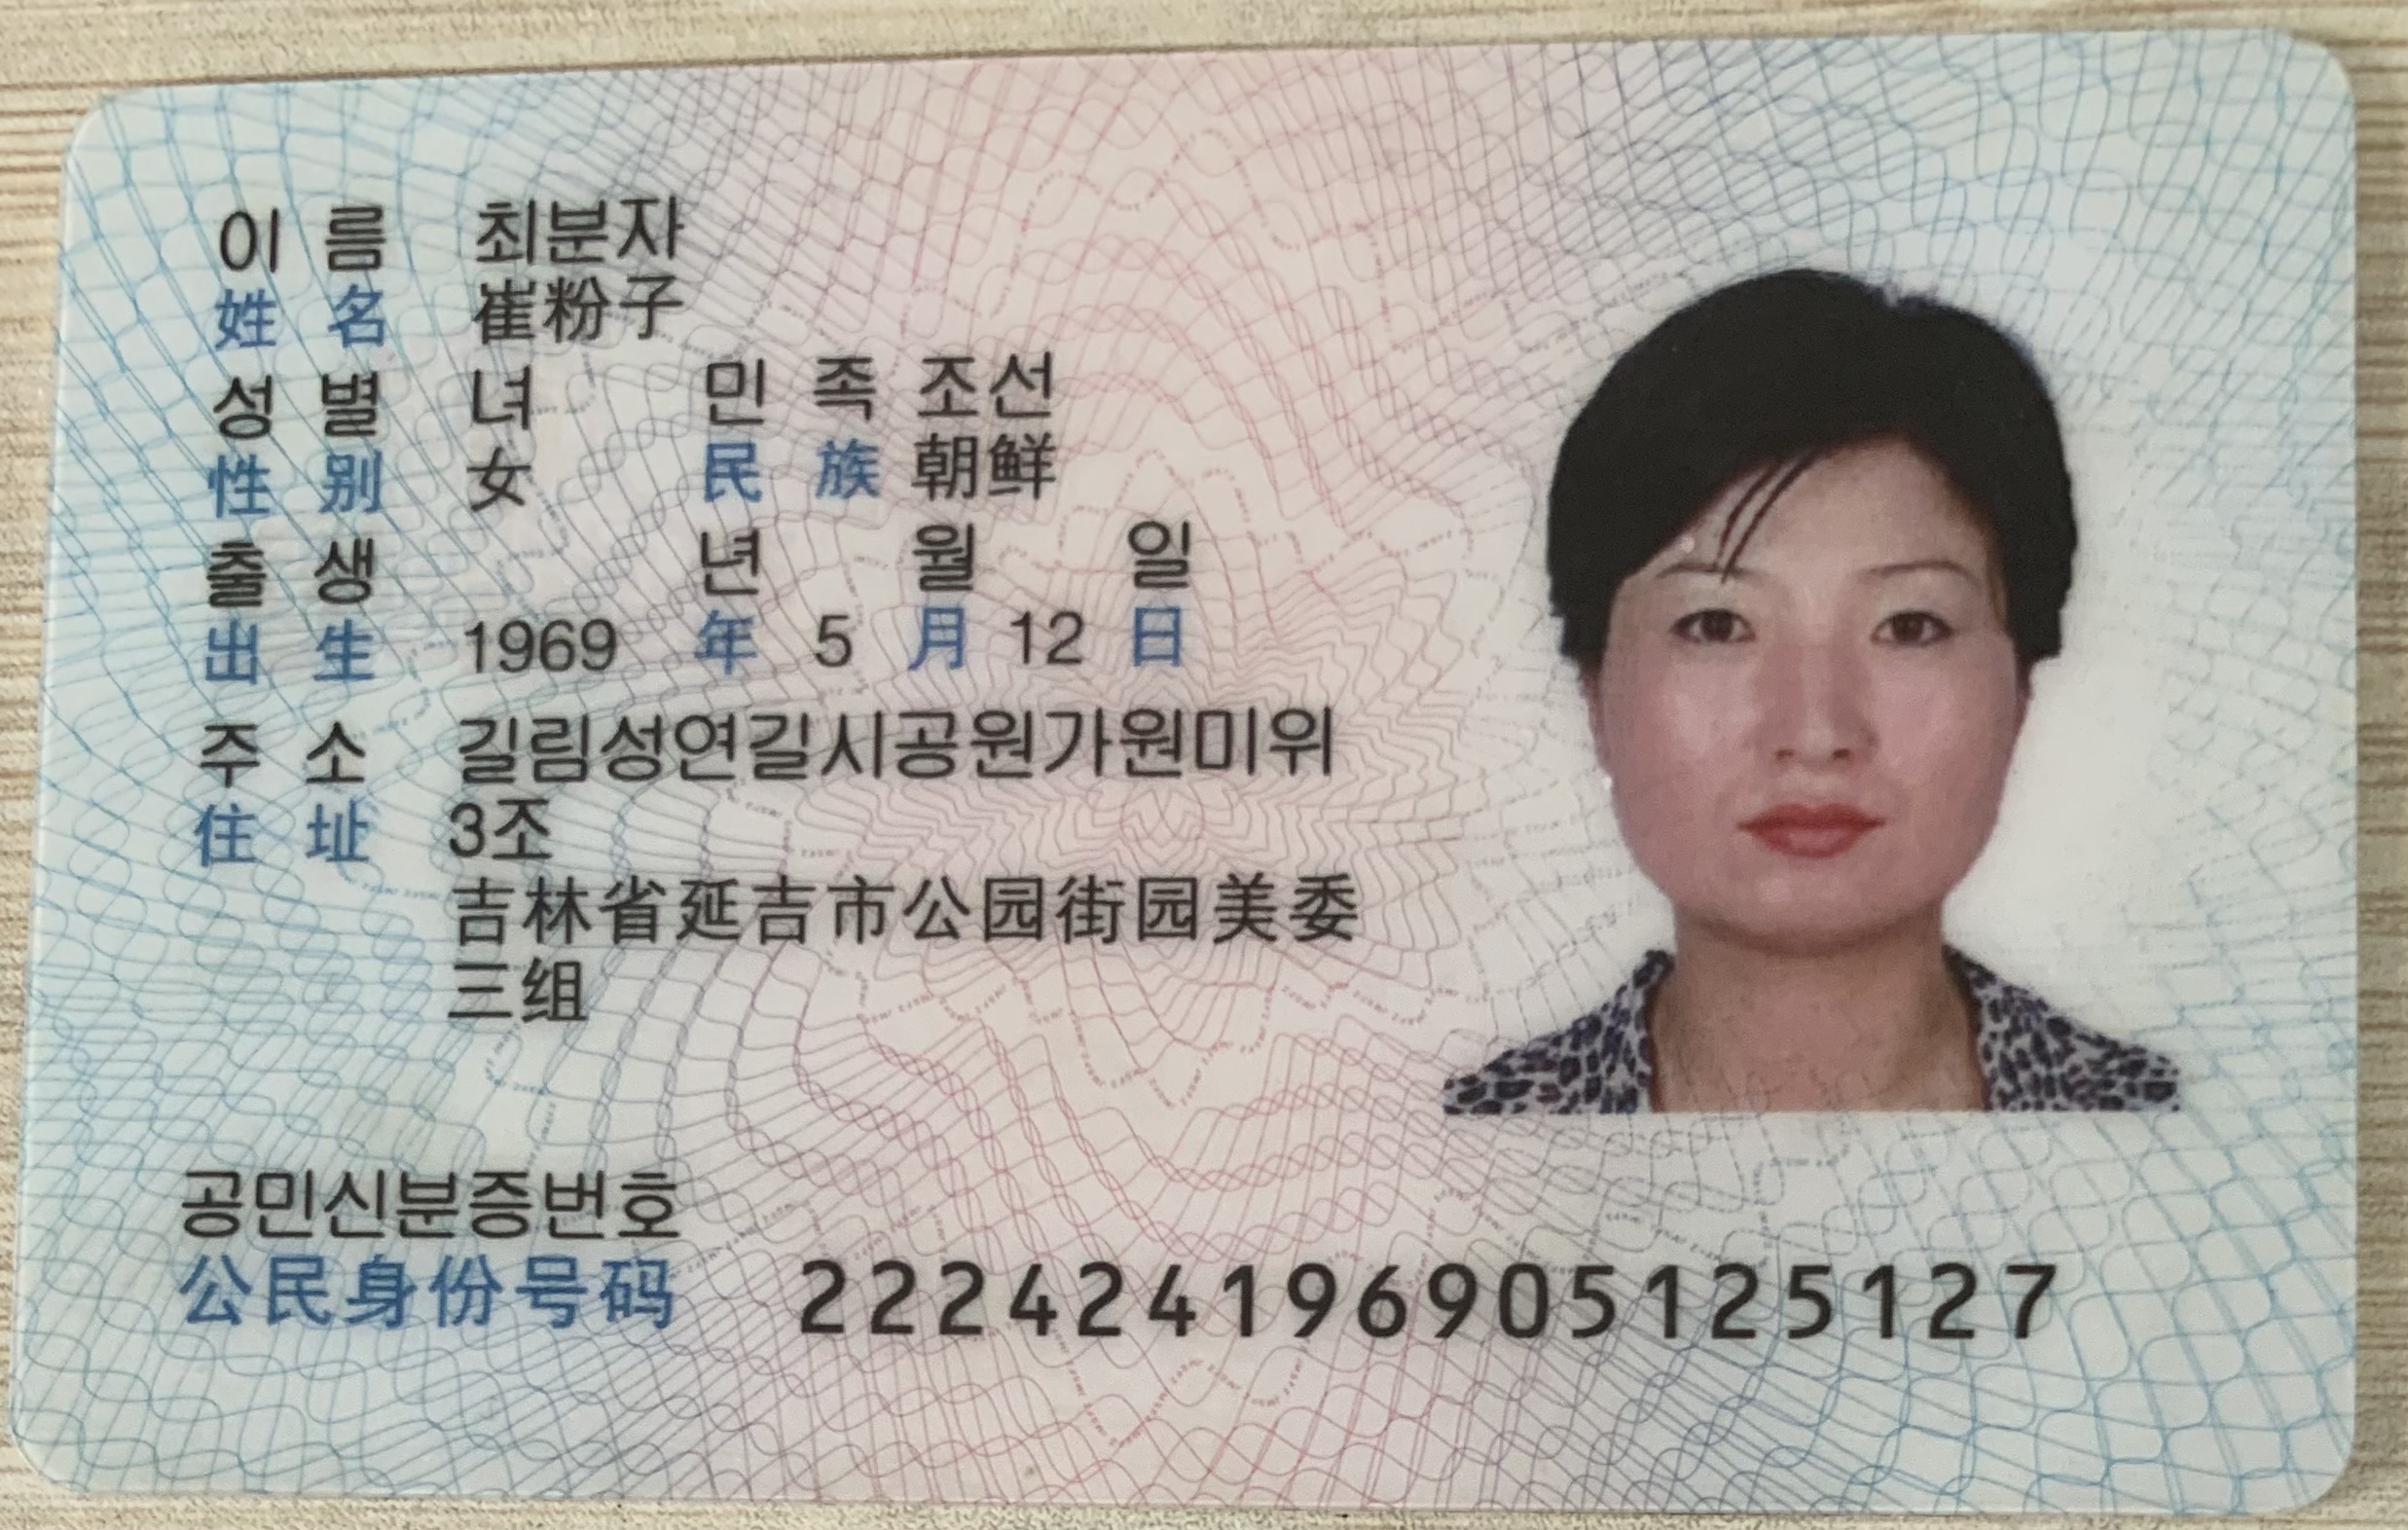 이 름 최분자
姓 名 崔粉子
성 별 녀 민 족 조선
性 别 女 民 族 朝鲜
출 생 년 월 일
出 生 1969 年 5 月 12 日
주 소 길림성연길시공원가원미위
住 址 3조
吉林省延吉市公园街园美委
三组
공민신분증번호
公民身份号码 222424196905125127